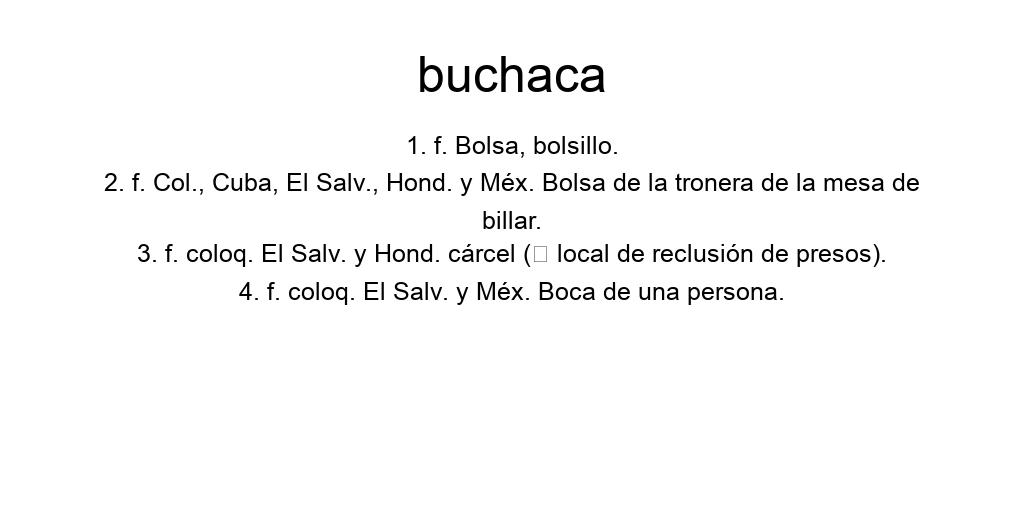 buchaca
1. f. Bolsa, bolsillo.
2. f. Col., Cuba, El Salv., Hond. y Méx. Bolsa de la tronera de la mesa de
billar.
3. f. coloq. El Salv. y Hond. cárcel (▯ local de reclusión de presos).
4. f. coloq. El Salv. y Méx. Boca de una persona.